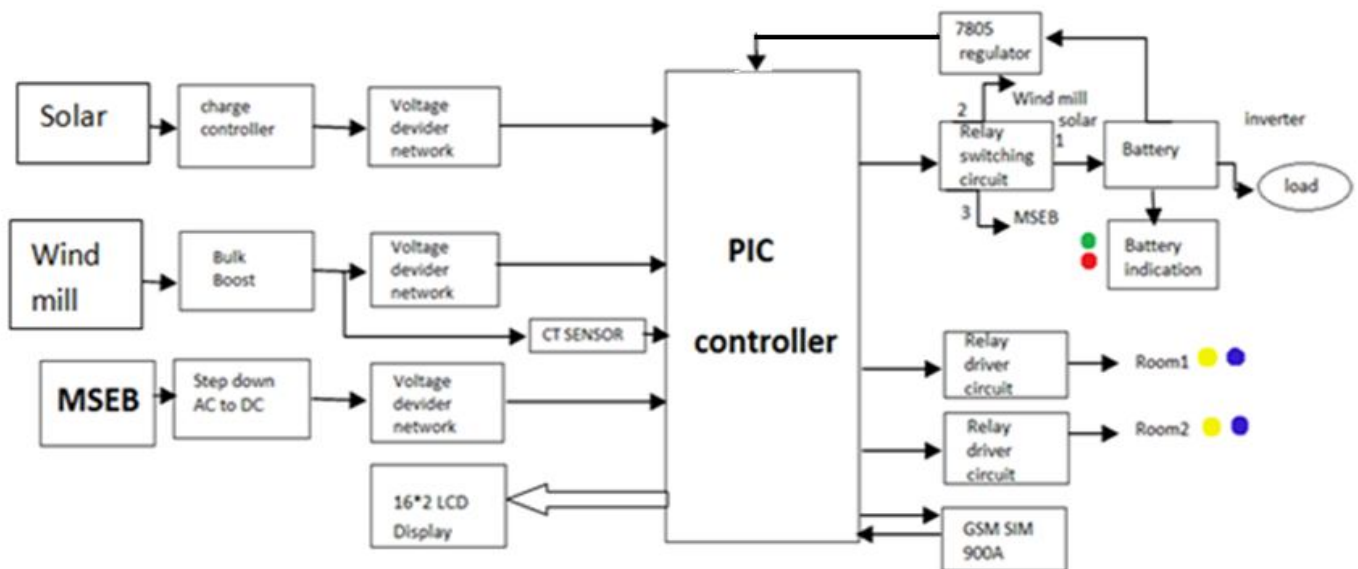 7805
regulator
Solar
charge
controller
Voltage
devider
network
2
Wind mill
solar
1
inverter
Relay
switching
circuit
Battery
load
3
MSEB
Wind
mill
Bulk
Boost
Voltage
devider
network
PIC
controller
Battery
indication
CT SENSOR
MSEB
Step down
AC to DC
Voltage
devider
network
Relay
driver
circuit
Room1
Relay
driver
circuit
Room2
16*2 LCD
Display
GSM SIM
900A